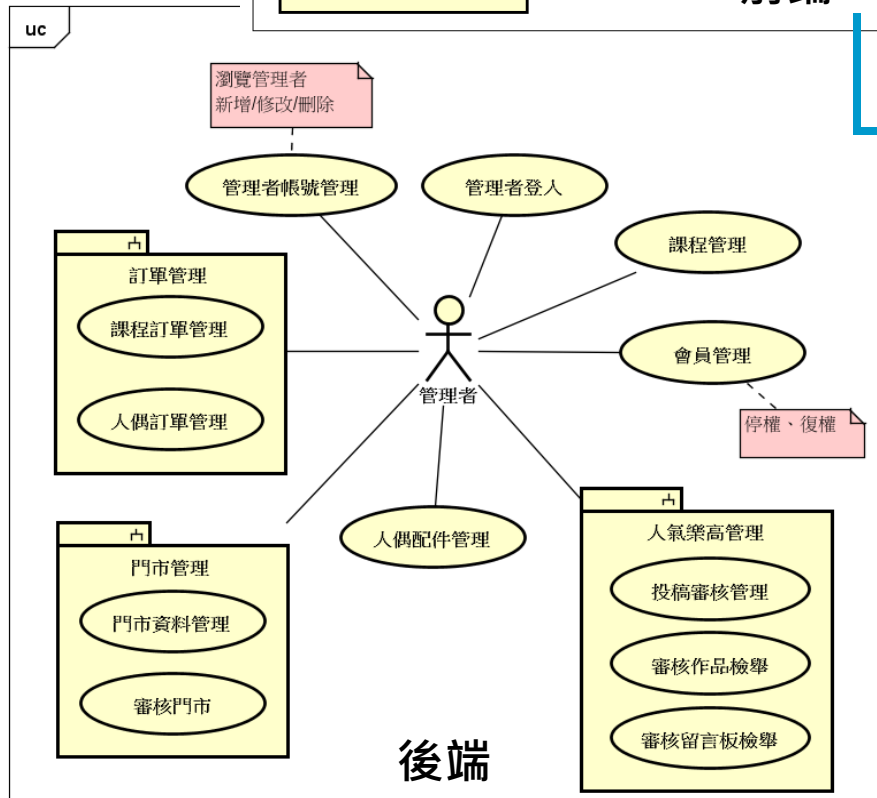 uc
瀏覽管理者
新增/修改/刪除
管理者帳號管理
管理者登入
課程管理
訂單管理
課程訂單管理
人偶訂單管理
管理者
會員管理
停權、復權
門市管理
門市資料管理
審核門市
人偶配件管理
人氣樂高管理
投稿審核管理
審核作品檢舉
審核留言板檢舉
後端